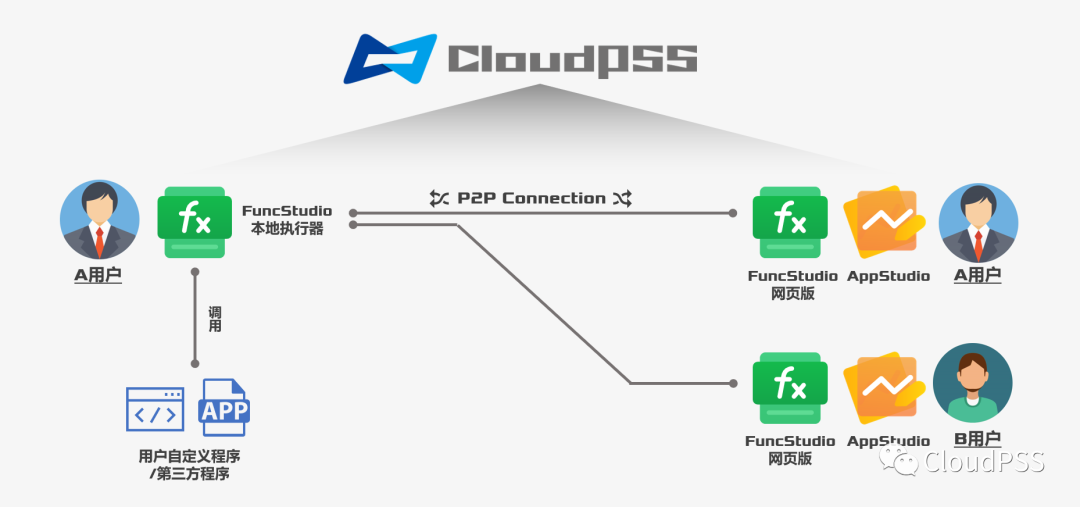 CloudPSS
P2P Connection
fx
FuncStudio
本地执行器
A用户
fx
FuncStudio
网页版
AppStudio
A用户
调用
</>
APP
用户自定义程序
/第三方程序
fx
FuncStudio
网页版
AppStudio
B用户
CloudPSS